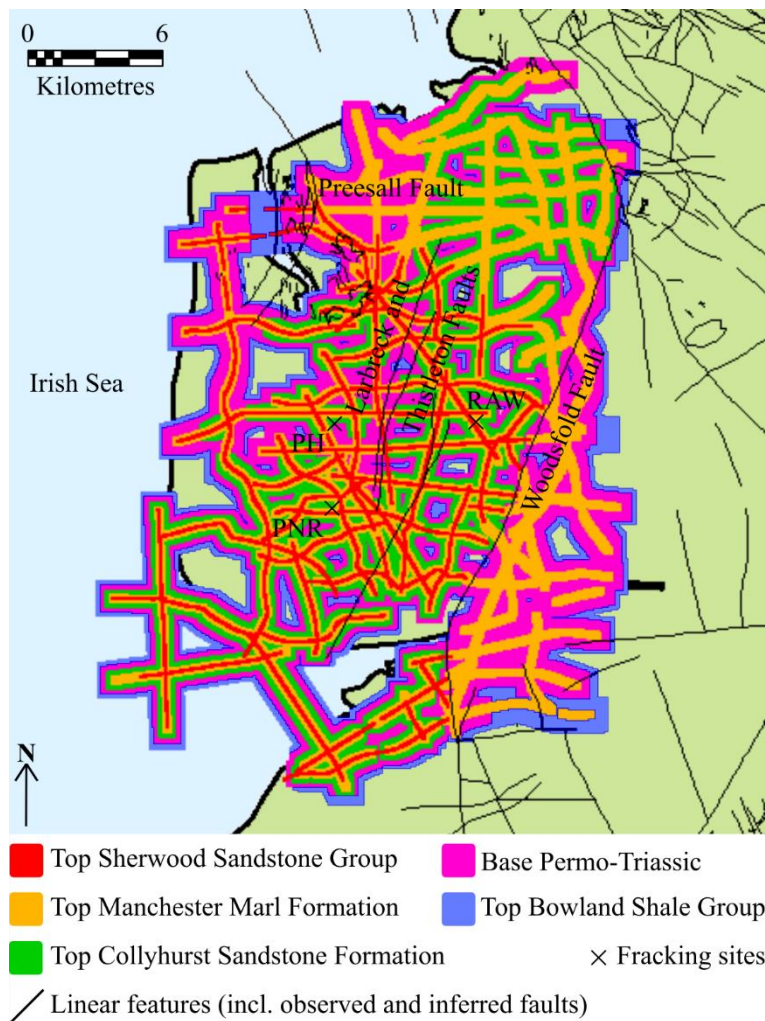 0 6
Kilometres
Preesall Fault
Larbreck and
Thistleton Faults
Irish Sea
RAW
PH
Woodsfold Fault
PNR
N
Top Sherwood Sandstone Group
Base Permo-Triassic
Top Manchester Marl Formation
Top Bowland Shale Group
Top Collyhurst Sandstone Formation
Fracking sites
Linear features (incl. observed and inferred faults)